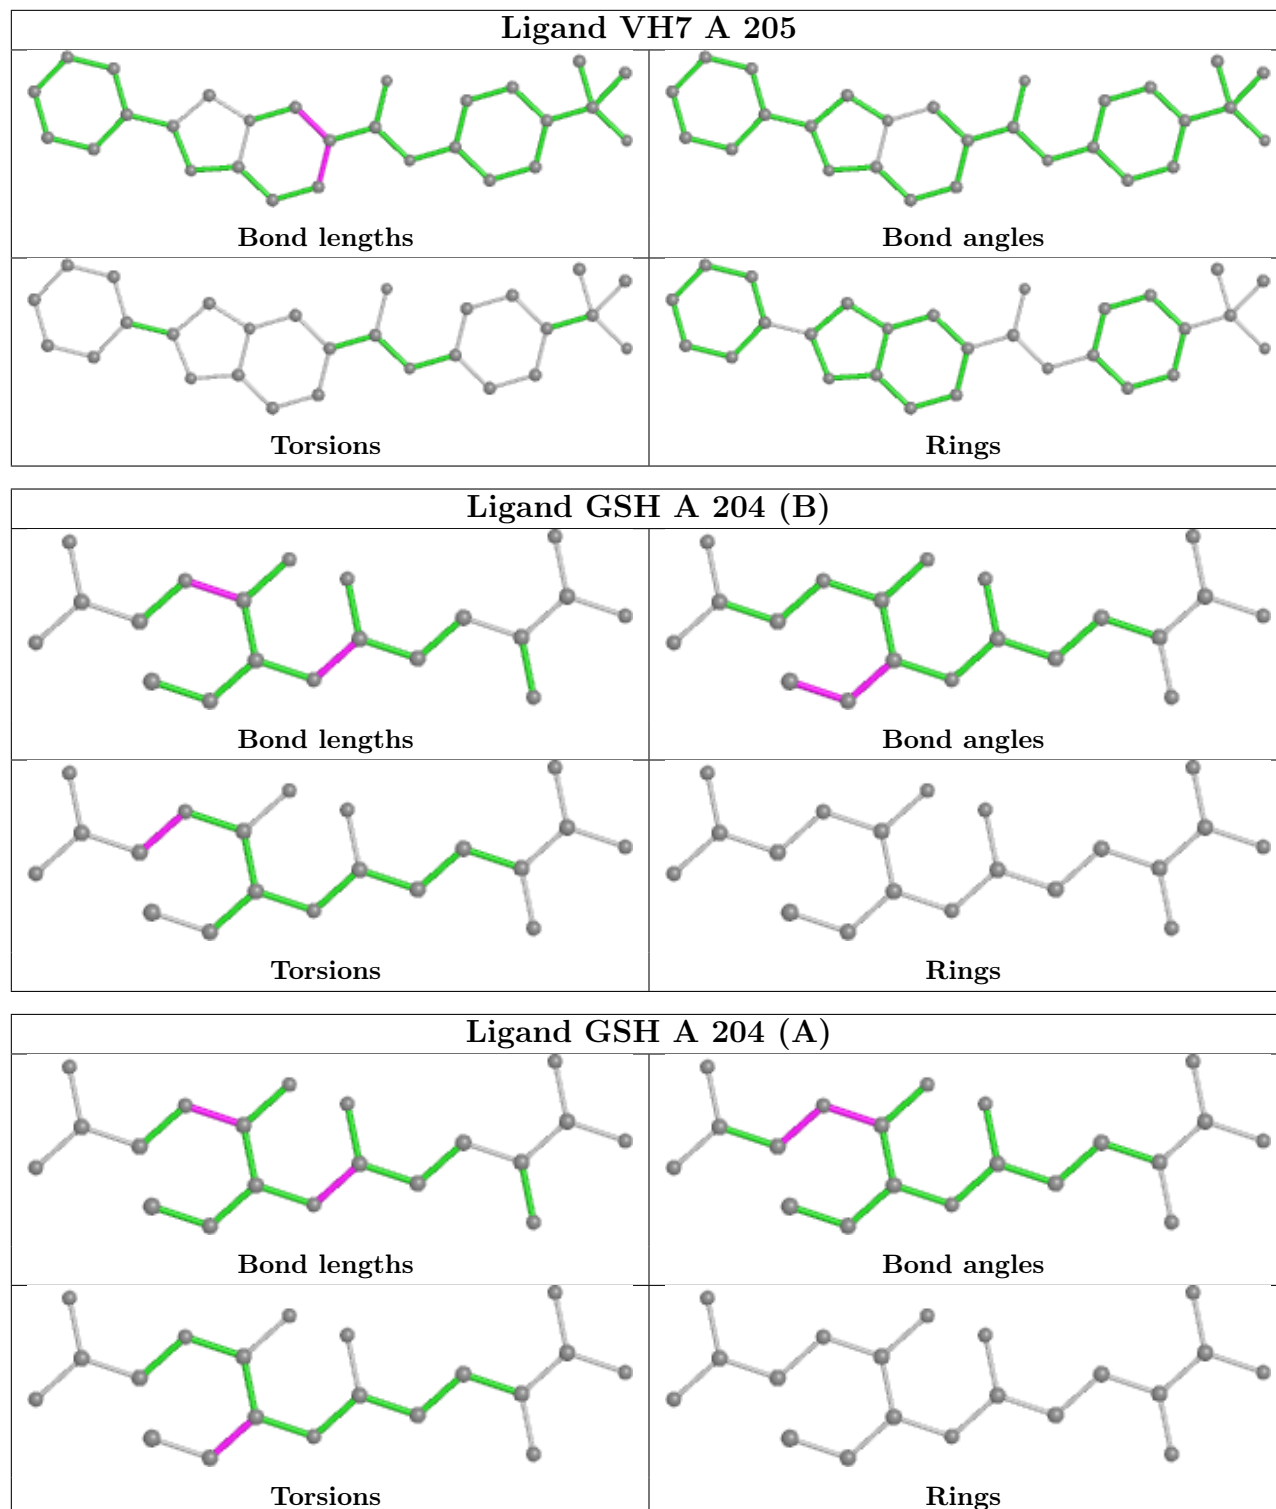 Ligand VH7 A 205
Bond lengths
Bond angles
Torsions
Rings
Ligand GSH A 204 (B)
Bond lengths
Bond angles
Torsions
Rings
Ligand GSH A 204 (A)
Bond lengths
Bond angles
Torsions
Rings